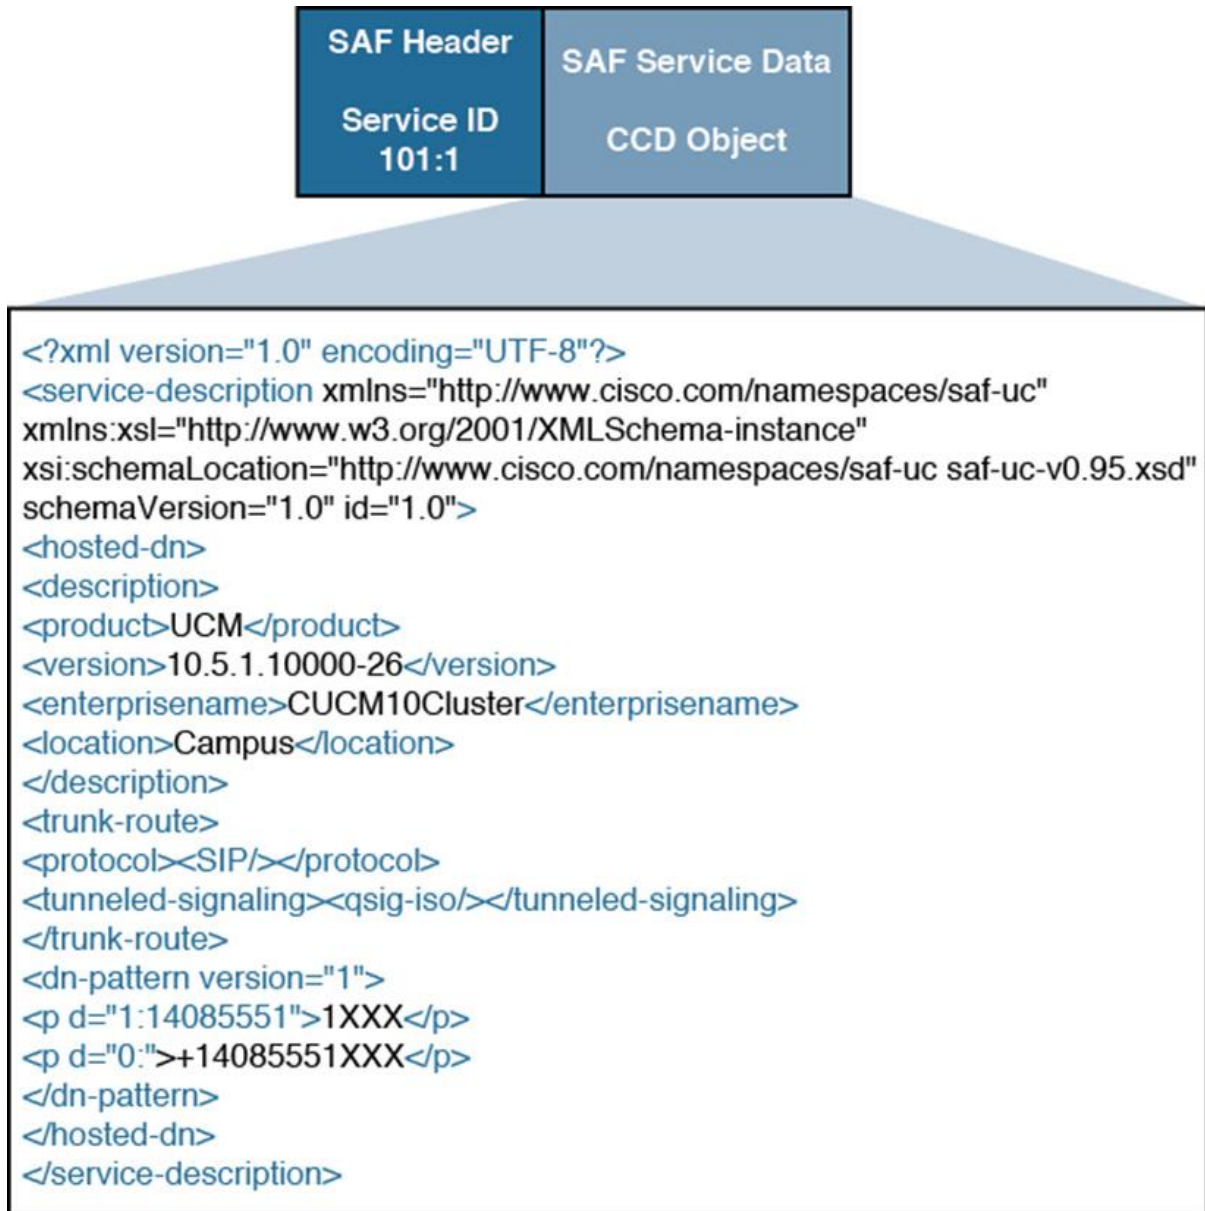 SAF Header
Service ID
101:1
SAF Service Data
CCD Object
<?xml version="1.0" encoding="UTF-8"?>
<service-description xmlns="http://www.cisco.com/namespaces/saf-uc"
xmlns:xsl="http://www.w3.org/2001/XMLSchema-instance"
xsi:schemaLocation="http://www.cisco.com/namespaces/saf-uc saf-uc-v0.95.xsd"
schemaVersion="1.0" id="1.0">
<hosted-dn>
<description>
<product>UCM</product>
<version>10.5.1.10000-26</version>
<enterprisename>CUCM10Cluster</enterprisename>
<location>Campus</location>
</description>
<trunk-route>
<protocol><SIP/></protocol>
<tunneled-signaling><qsig-iso/></tunneled-signaling>
</trunk-route>
<dn-pattern version="1">
<p d="1:14085551">1XXX</p>
<p d="0:">+14085551XXX</p>
</dn-pattern>
</hosted-dn>
</service-description>